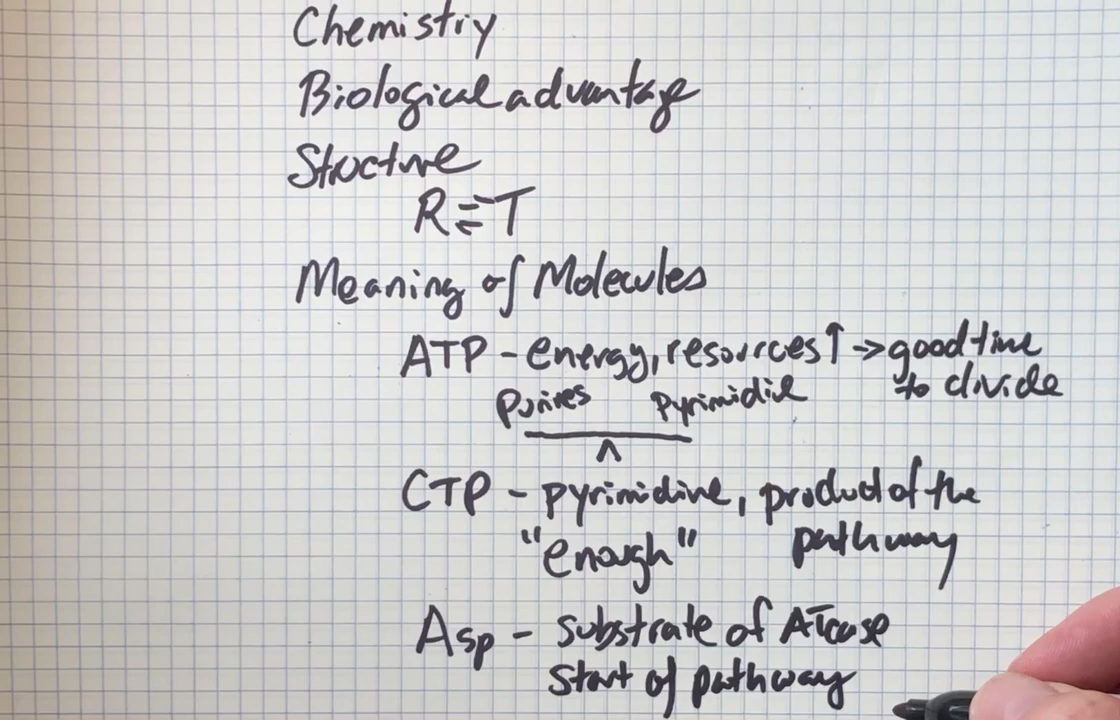 Chemistry
Biological advantage
Structure
R ⇌ T
Meaning of Molecules
ATP - energy, resources ↑ → good time
to divide
Purines Pyrimidine
^
CTP - pyrimidine, product of the
"enough" pathway
Asp - substrate of ATcase
Start of pathway